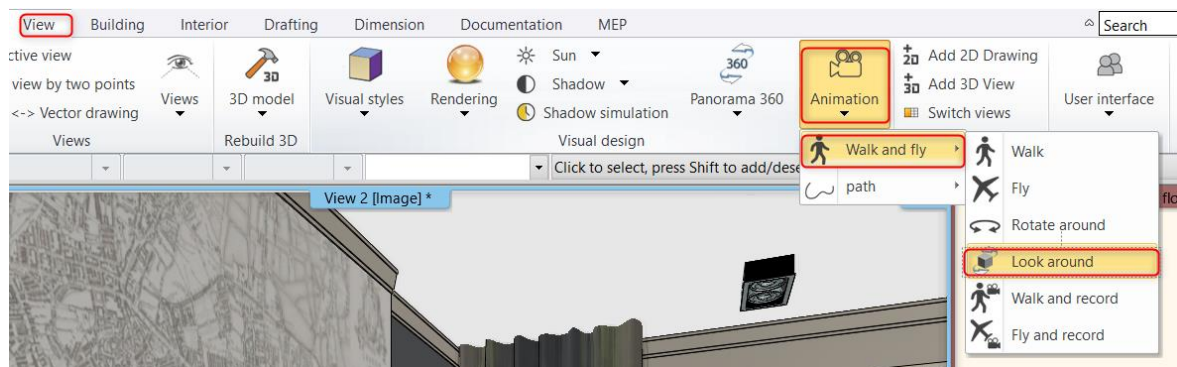 View Building Interior Drafting Dimension Documentation MEP Search
ctive view
view by two points
<-> Vector drawing
Views
Views
3D
3D model
Rebuild 3D
Visual styles
Rendering
Sun
Shadow
Shadow simulation
360
Panorama 360
Visual design
Animation
2D Add 2D Drawing
3D Add 3D View
Switch views
User interface
Click to select, press Shift to add/dese
Walk and fly
path
Walk
Fly
Rotate around
Look around
Walk and record
Fly and record
View 2 [Image] *
flo